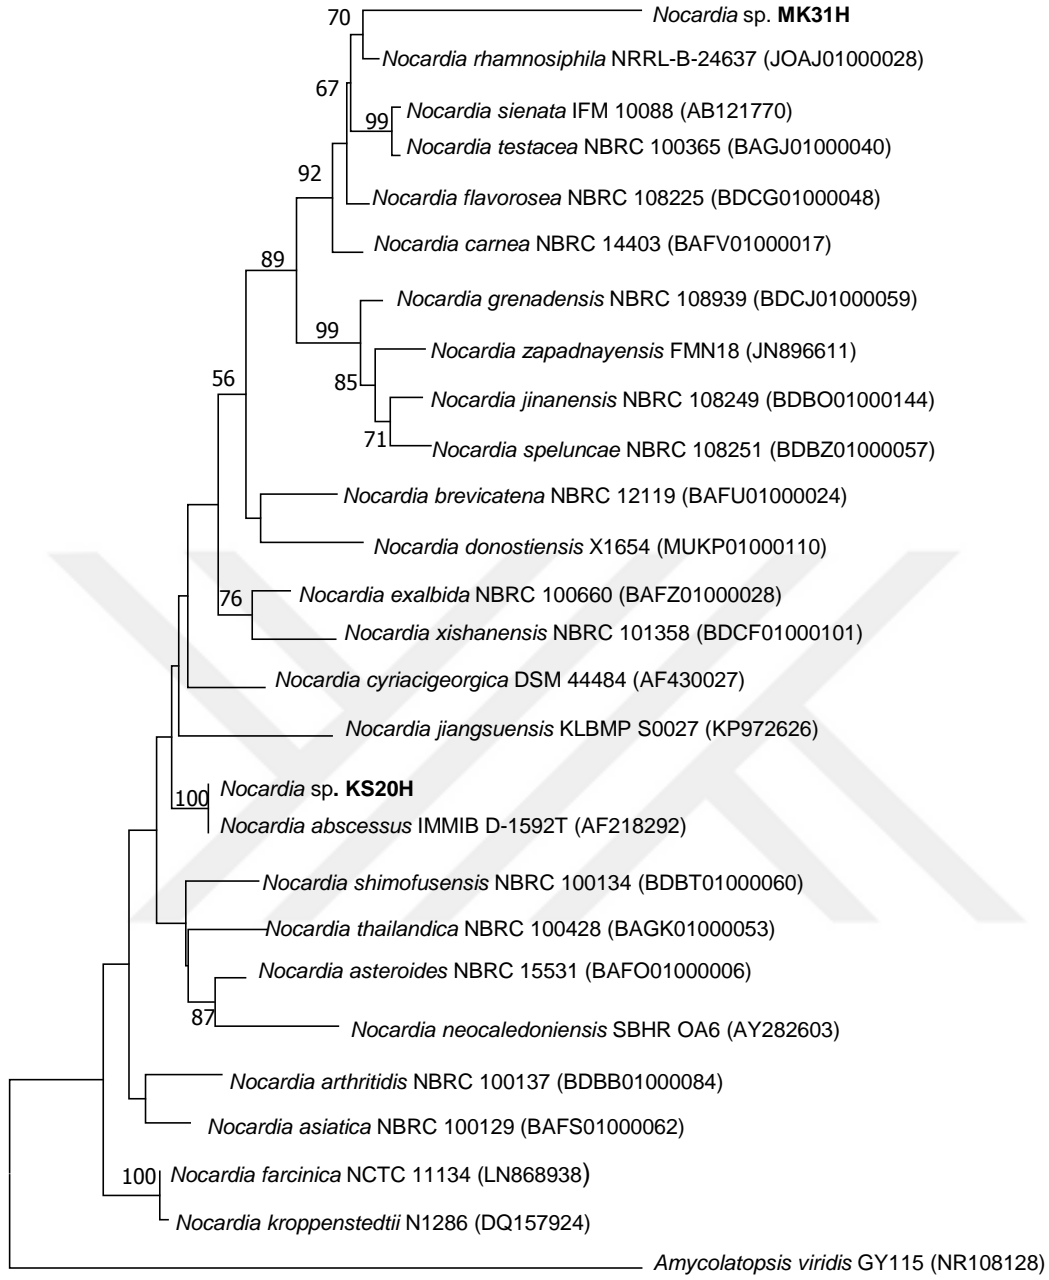 70
Nocardia sp. MK31H
Nocardia rhamnosiphila NRRL-B-24637 (JOAJ01000028)
67
Nocardia sienata IFM 10088 (AB121770)
99
Nocardia testacea NBRC 100365 (BAGJ01000040)
92
Nocardia flavorosea NBRC 108225 (BDCG01000048)
Nocardia carnea NBRC 14403 (BAFV01000017)
89
Nocardia grenadensis NBRC 108939 (BDCJ01000059)
99
Nocardia zapadnayensis FMN18 (JN896611)
56
85
Nocardia jinanensis NBRC 108249 (BDBO01000144)
71
Nocardia speluncae NBRC 108251 (BDBZ01000057)
Nocardia brevicatena NBRC 12119 (BAFU01000024)
Nocardia donostiensis X1654 (MUKP01000110)
76
Nocardia exalbida NBRC 100660 (BAFZ01000028)
Nocardia xishanensis NBRC 101358 (BDCF01000101)
Nocardia cyriacigeorgica DSM 44484 (AF430027)
Nocardia jiangsuensis KLBMP S0027 (KP972626)
Nocardia sp. KS20H
100
Nocardia abscessus IMMIB D-1592T (AF218292)
Nocardia shimofusensis NBRC 100134 (BDBT01000060)
Nocardia thailandica NBRC 100428 (BAGK01000053)
Nocardia asteroides NBRC 15531 (BAFO01000006)
87
Nocardia neocaledoniensis SBHR OA6 (AY282603)
Nocardia arthritidis NBRC 100137 (BDBB01000084)
Nocardia asiatica NBRC 100129 (BAFS01000062)
100
Nocardia farcinica NCTC 11134 (LN868938)
Nocardia kroppenstedtii N1286 (DQ157924)
Amycolatopsis viridis GY115 (NR108128)